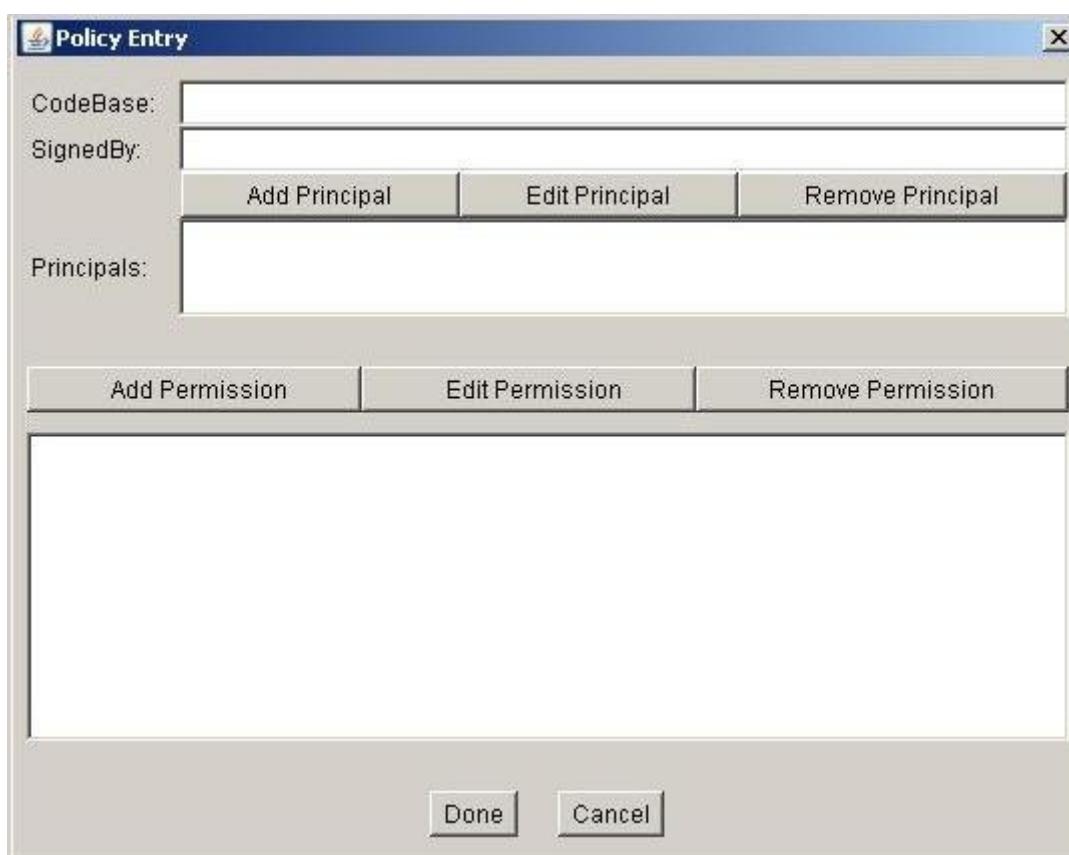 Policy Entry
CodeBase:
SignedBy:
Add Principal Edit Principal Remove Principal
Principals:
Add Permission Edit Permission Remove Permission
Done Cancel